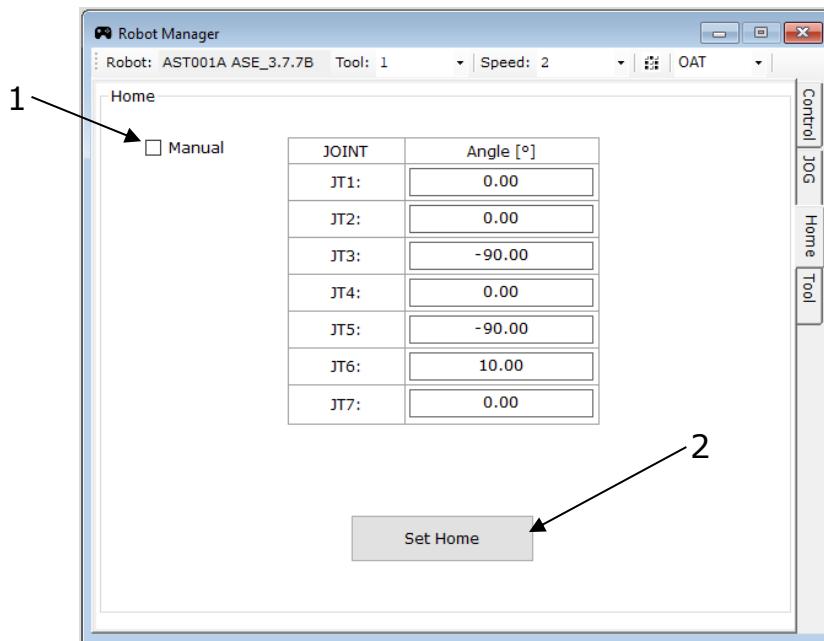 Robot Manager
Robot: AST001A ASE_3.7.7B Tool: 1 Speed: 2 OAT
Home
1
Manual
JOINT Angle [°]
JT1: 0.00
JT2: 0.00
JT3: -90.00
JT4: 0.00
JT5: -90.00
JT6: 10.00
JT7: 0.00
2
Set Home
Control
JOG
Home
Tool